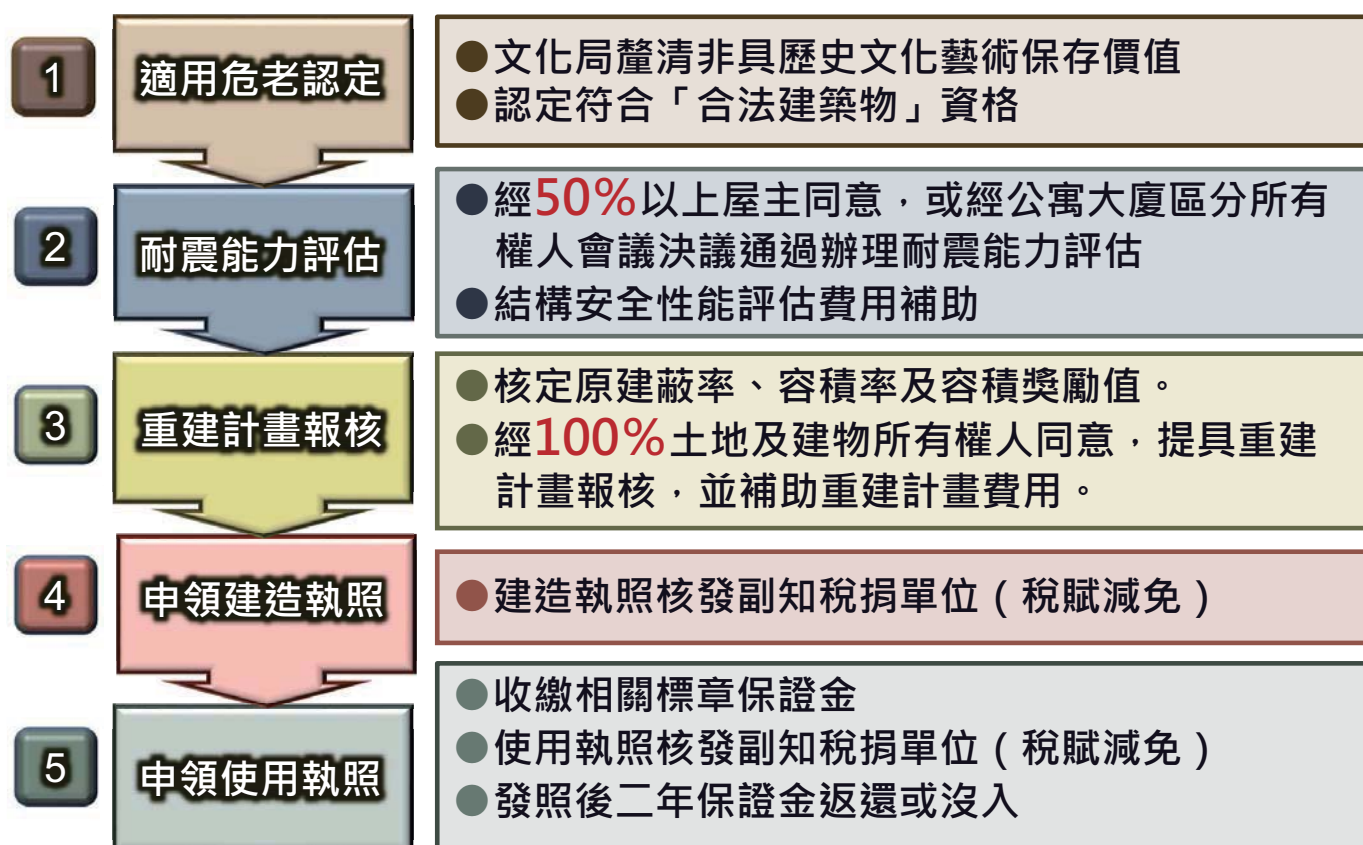 1
適用危老認定
●文化局釐清非具歷史文化藝術保存價值
●認定符合「合法建築物」資格
2
耐震能力評估
●經50%以上屋主同意，或經公寓大廈區分所有
權人會議決議通過辦理耐震能力評估
●結構安全性能評估費用補助
3
重建計畫報核
●核定原建蔽率、容積率及容積獎勵值。
●經100%土地及建物所有權人同意，提具重建
計畫報核，並補助重建計畫費用。
4
申領建造執照
●建造執照核發副知稅捐單位（稅賦減免）
5
申領使用執照
●收繳相關標章保證金
●使用執照核發副知稅捐單位（稅賦減免）
●發照後二年保證金返還或沒入